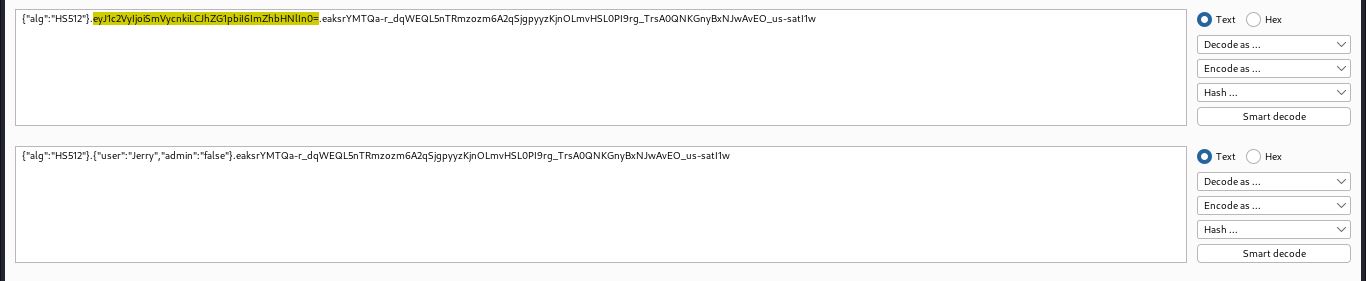 {"alg":"HS512"}.eyJ1c2VyIjoiSmVycnkiLCJhZG1pbiI6ImZhbHNlIn0=.eaksrYMTQa-r_dqWEQL5nTRmzozm6A2qSjgpyyzKjnOLmvHSL0PI9rg_TrsA0QNKGnyBxNJwAvEO_us-satI1w
Text Hex
Decode as ...
Encode as ...
Hash ...
Smart decode
{"alg":"HS512"}.{"user":"Jerry","admin":"false"}.eaksrYMTQa-r_dqWEQL5nTRmzozm6A2qSjgpyyzKjnOLmvHSL0PI9rg_TrsA0QNKGnyBxNJwAvEO_us-satI1w
Text Hex
Decode as ...
Encode as ...
Hash ...
Smart decode